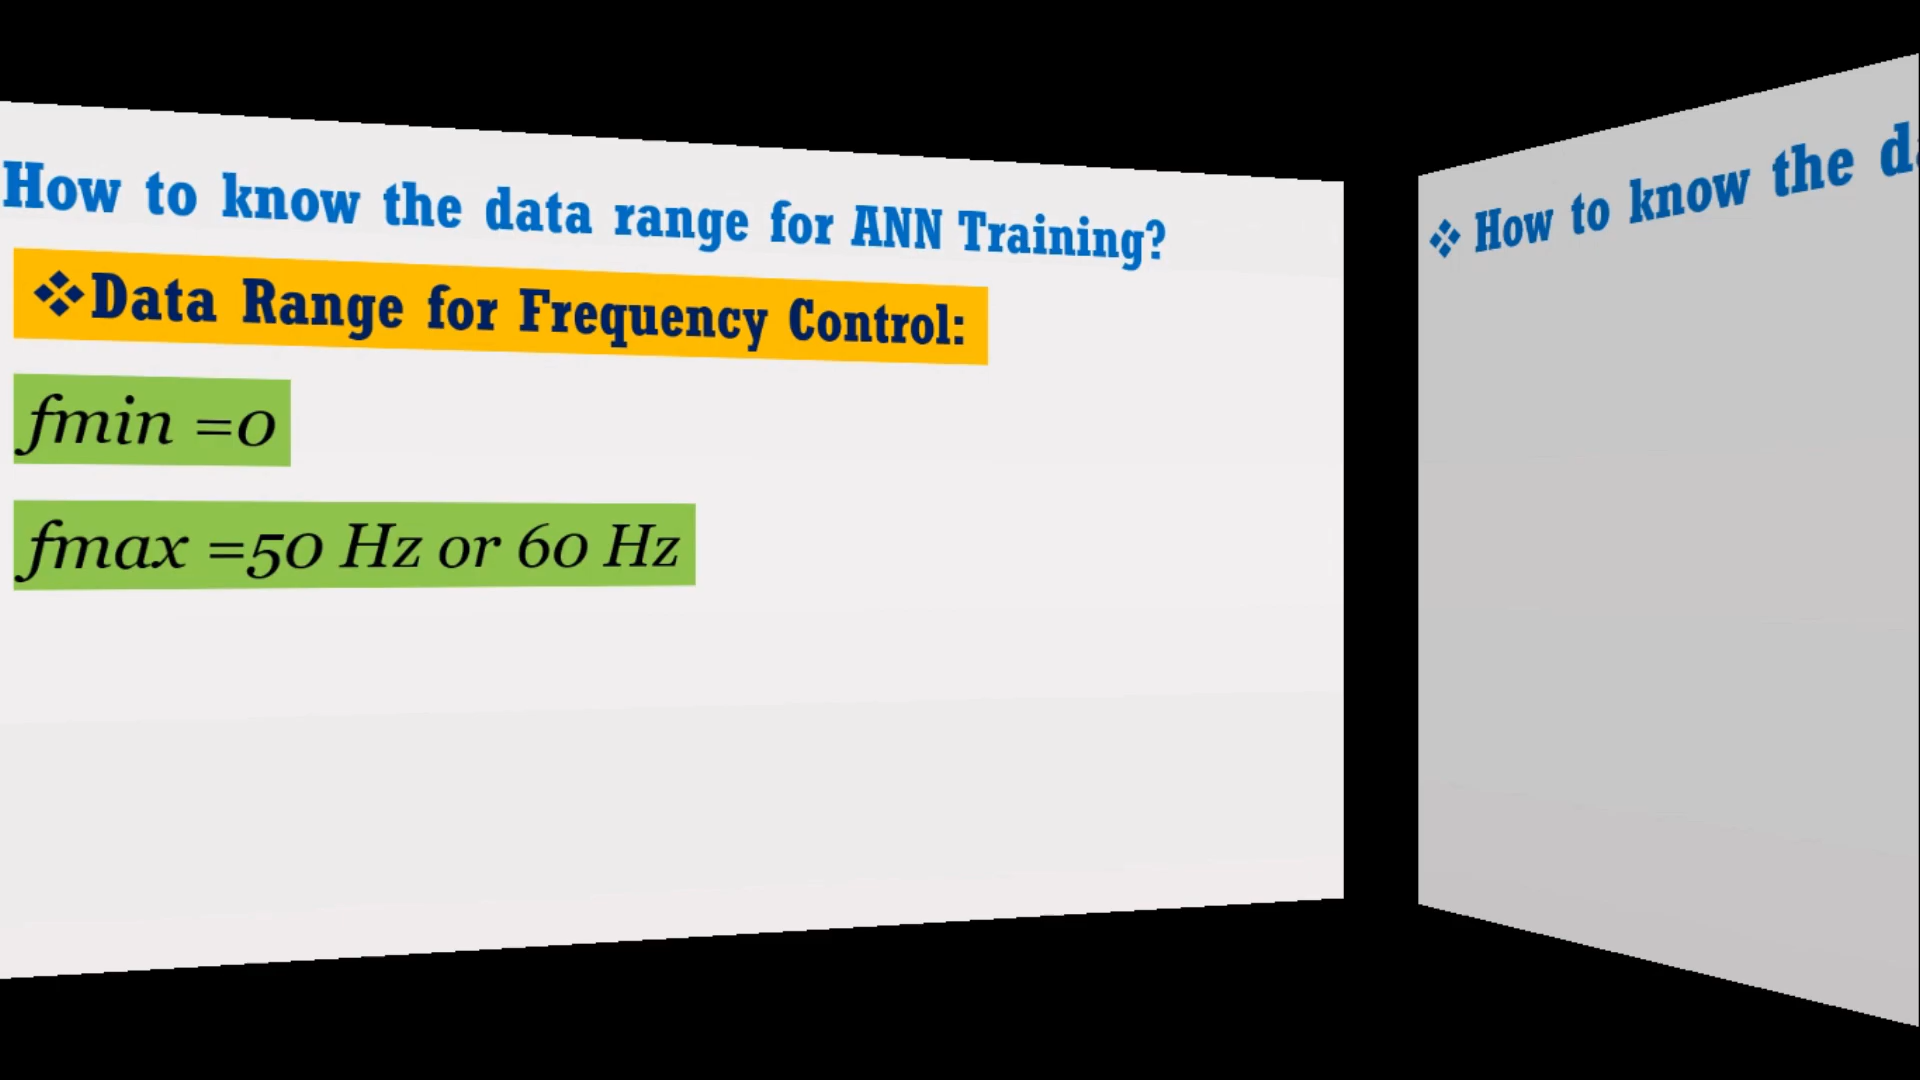 How to know the data range for ANN Training?
❖Data Range for Frequency Control:
fmin =0
fmax =50 Hz or 60 Hz
❖ How to know the